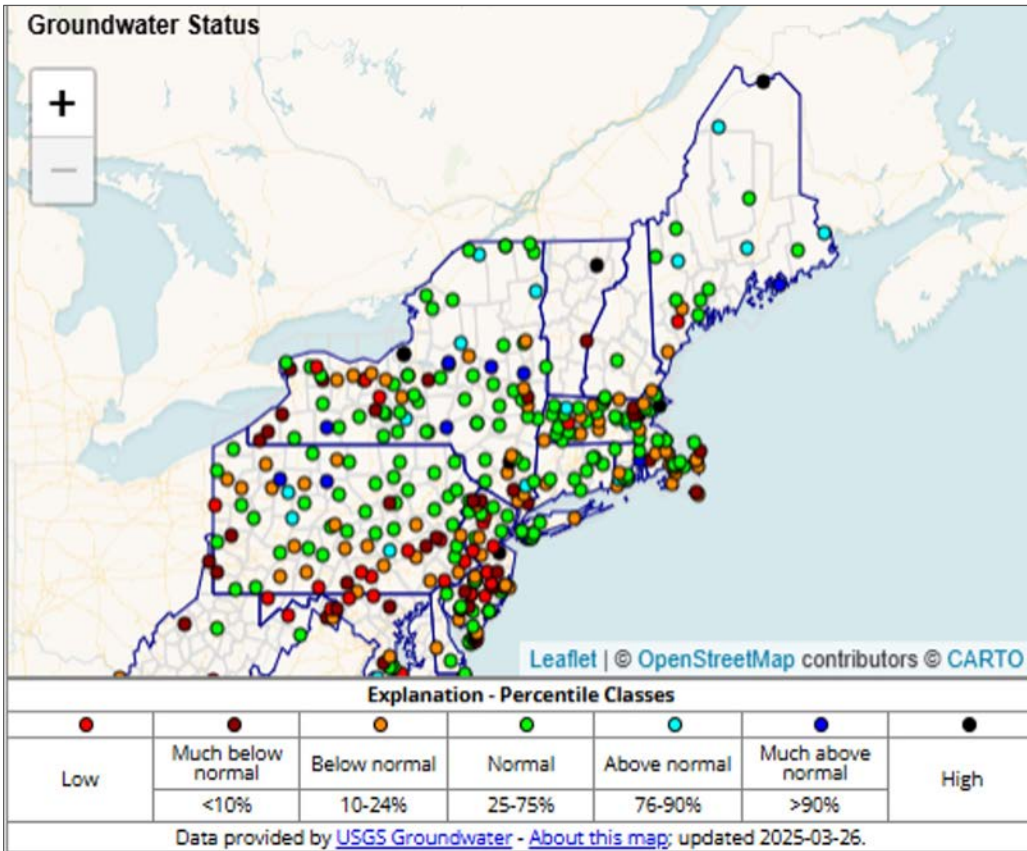 Groundwater Status
+
−
Leaflet | © OpenStreetMap contributors © CARTO
Explanation - Percentile Classes
Low
Much below
normal
Below normal
Normal
Above normal
Much above
normal
High
<10%
10-24%
25-75%
76-90%
>90%
Data provided by USGS Groundwater - About this map; updated 2025-03-26.